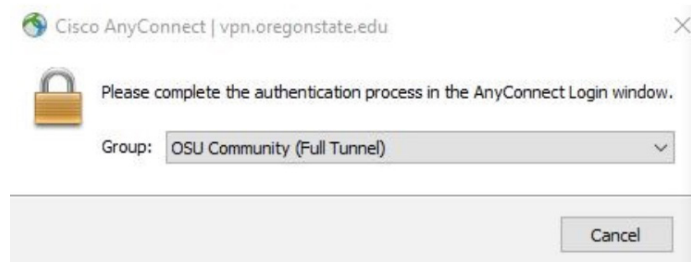 Cisco AnyConnect | vpn.oregonstate.edu
Please complete the authentication process in the AnyConnect Login window.
Group: OSU Community (Full Tunnel)
Cancel